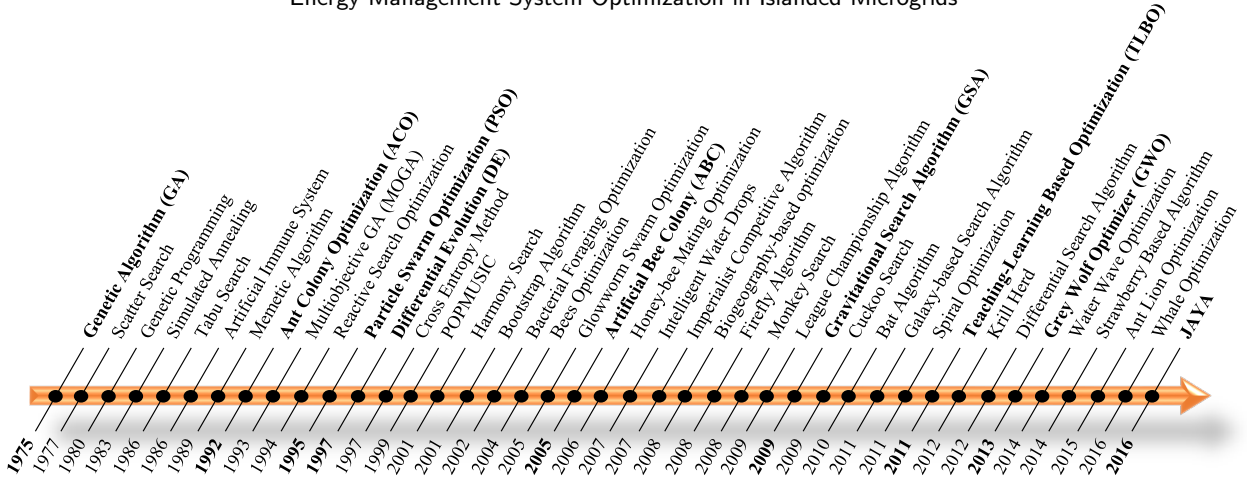 Energy Management System Optimization in Islanded Microgrids
Genetic Algorithm (GA)
Scatter Search
Genetic Programming
Simulated Annealing
Tabu Search
Artificial Immune System
Memetic Algorithm
Ant Colony Optimization (ACO)
Multiobjective GA (MOGA)
Reactive Search Optimization
Particle Swarm Optimization (PSO)
Differential Evolution (DE)
Cross Entropy Method
POPMUSIC
Harmony Search
Bootstrap Algorithm
Bacterial Foraging Optimization
Bees Optimization
Glowworm Swarm Optimization
Artificial Bee Colony (ABC)
Honey-bee Mating Optimization
Intelligent Water Drops
Imperialist Competitive Algorithm
Biogeography-based optimization
Firefly Algorithm
Monkey Search
League Championship Algorithm
Gravitational Search Algorithm (GSA)
Cuckoo Search
Bat Algorithm
Galaxy-based Search Algorithm
Spiral Optimization
Teaching-Learning Based Optimization (TLBO)
Krill Herd
Differential Search Algorithm
Grey Wolf Optimizer (GWO)
Water Wave Optimization
Strawberry Based Algorithm
Ant Lion Optimization
Whale Optimization
JAYA
1975
1977
1980
1983
1986
1986
1989
1992
1993
1994
1995
1997
1997
1999
2001
2001
2002
2004
2005
2005
2006
2007
2007
2008
2008
2008
2009
2009
2009
2010
2011
2011
2011
2012
2012
2013
2014
2014
2015
2016
2016